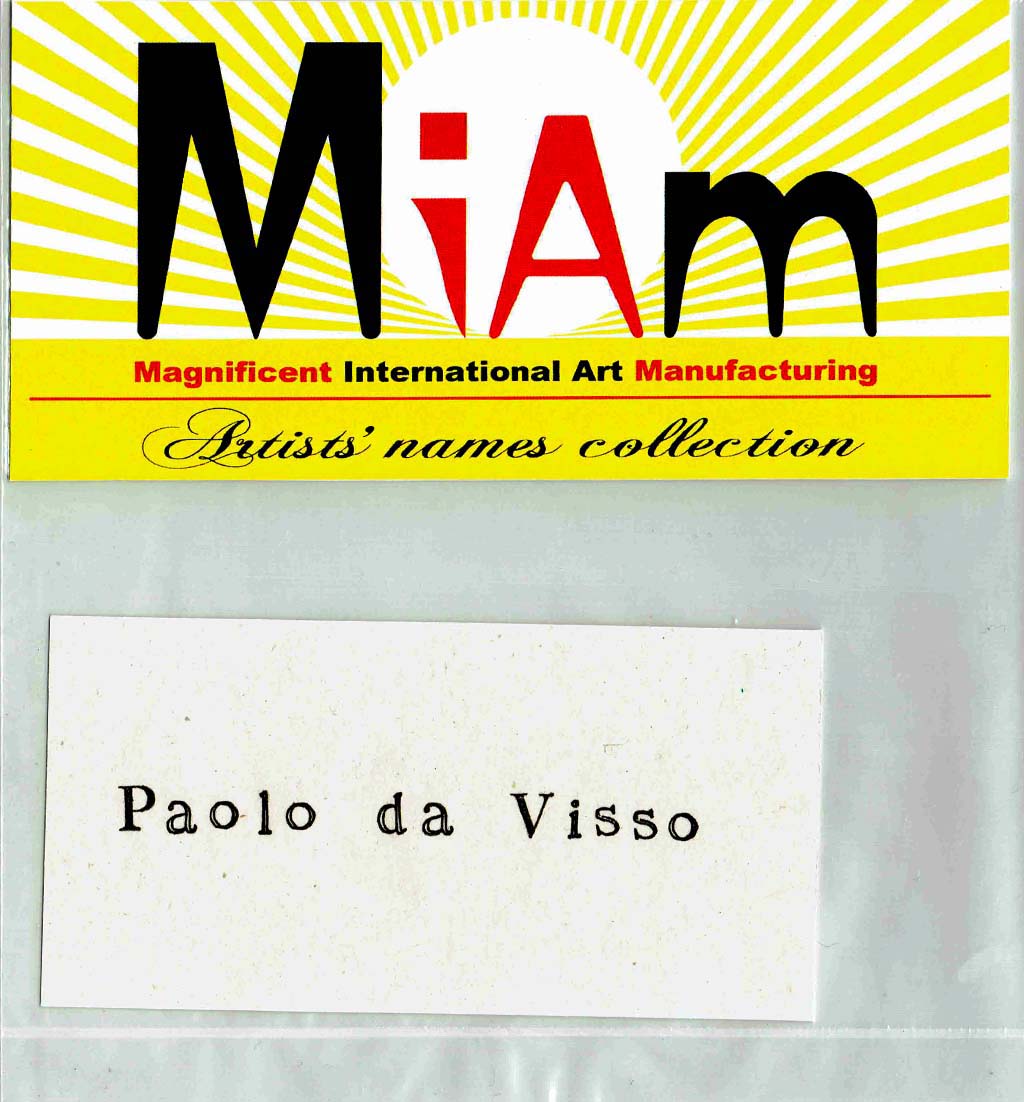 MiAm
Magnificent International Art Manufacturing
Artists' names collection
Paolo da Visso